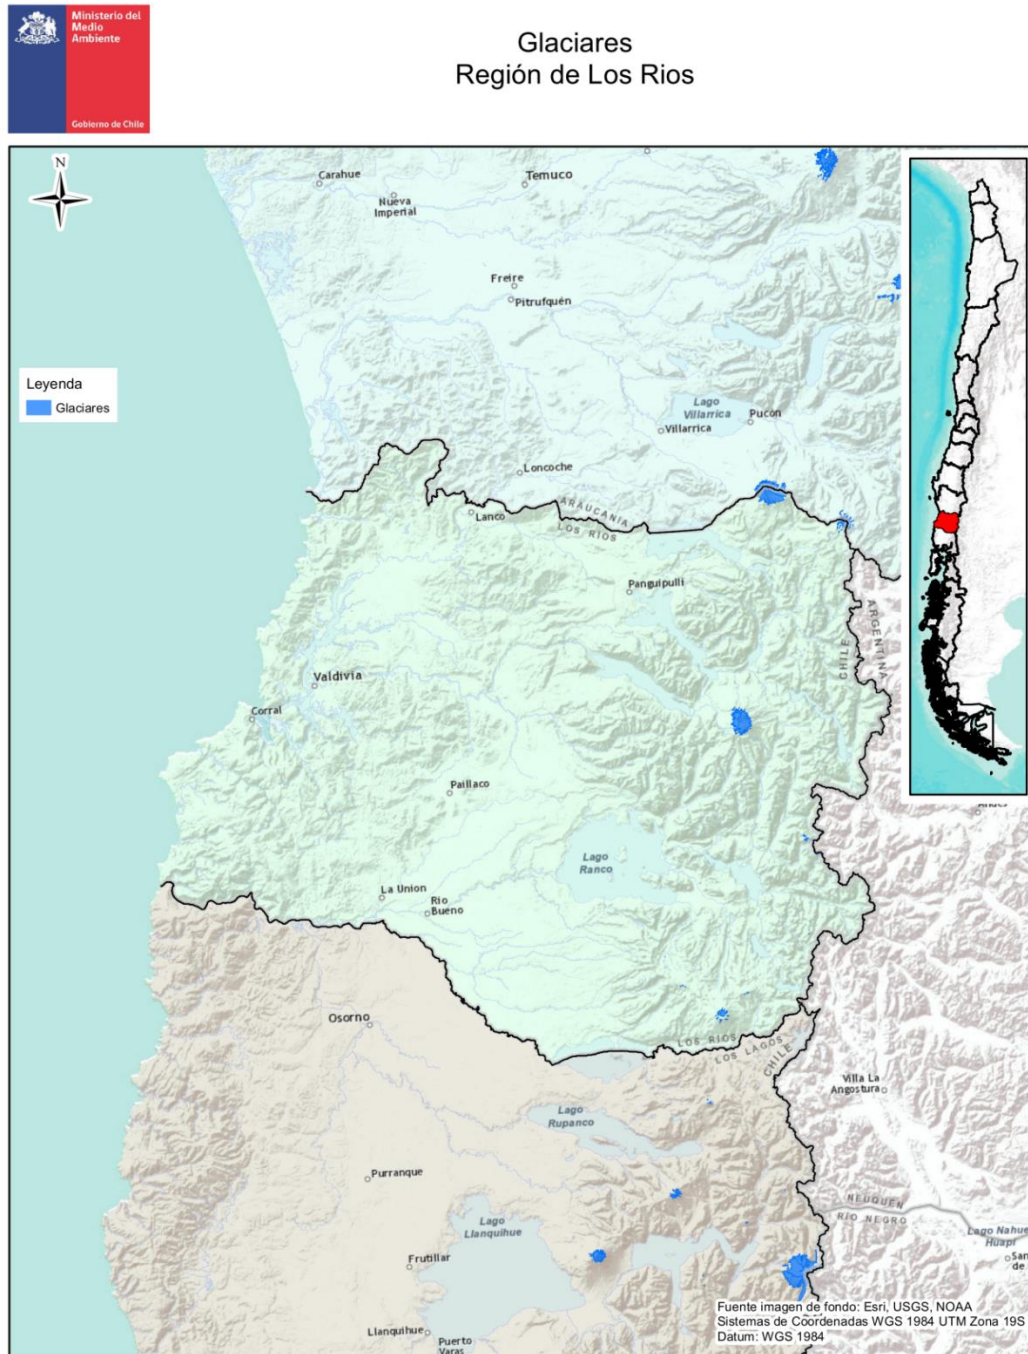 Ministerio del
Medio
Ambiente
Gobierno de Chile
Glaciares
Región de Los Rios
N
Carahue
Temuco
Nueva
Imperial
Freire
Pitrufquén
Leyenda
Glaciares
Lago
Villarrica
Pucón
Villarrica
Loncoche
ARAUCANIA
LOS RIOS
Lanco
Panguipulli
CHILE
ARGENTINA
Valdivia
Corral
Paillaco
Lago
Ranco
La Union
Rio
Bueno
Osorno
LOS RIOS
LOS LAGOS
CHILE
Villa La
Angostura
Lago
Rupanco
Purranque
NEUQUEN
RIO NEGRO
Lago
Llanquihue
Lago Nahue
Huapi
San
de
Frutillar
Llanquihue
Puerto
Varas
Fuente imagen de fondo: Esri, USGS, NOAA
Sistemas de Coordenadas WGS 1984 UTM Zona 19S
Datum: WGS 1984